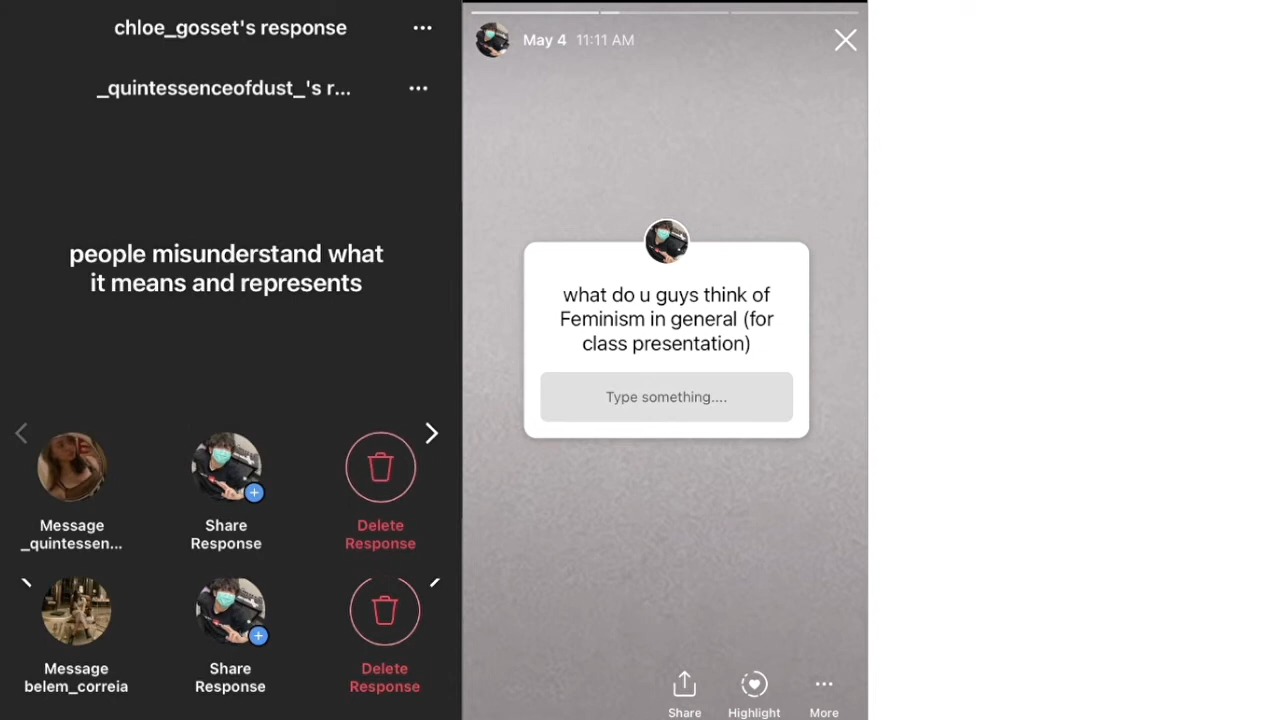 chloe_gosset's response
...
_quintessenceofdust_'s r...
...
people misunderstand what
it means and represents
Message
_quintessen...
Share
Response
Delete
Response
Message
belem_correia
Share
Response
Delete
Response
May 4 11:11 AM
what do u guys think of
Feminism in general (for
class presentation)
Type something....
Share
Highlight
More